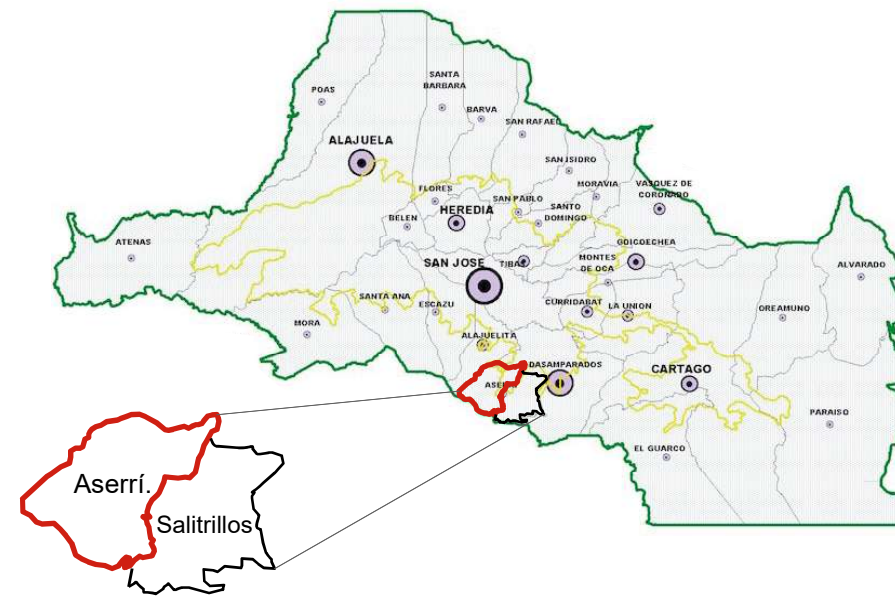 SANTA
BARBARA
POAS
BARVA
SAN RAFAEL
ALAJUELA
SAN ISIDRO
MORAVIA
VASQUEZ DE
CORONADO
FLORES
SAN PABLO
SANTO
DOMINGO
HEREDIA
BELEN
ATENAS
GOICOECHEA
SAN JOSE
TIBAS
MONTES
DE OCA
ALVARADO
SANTA ANA
ESCAZU
CURRIDABAT
LA UNION
OREAMUNO
MORA
ALAJUELITA
DASAMPARADOS
CARTAGO
PARAISO
EL GUARCO
Aserrí.
Salitrillos